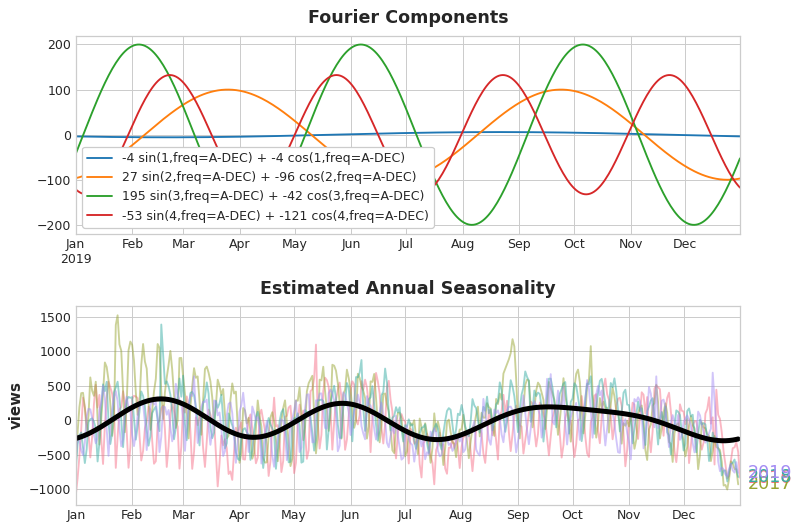 Fourier Components
200
100
0
−100
−200
-4 sin(1,freq=A-DEC) + -4 cos(1,freq=A-DEC)
27 sin(2,freq=A-DEC) + -96 cos(2,freq=A-DEC)
195 sin(3,freq=A-DEC) + -42 cos(3,freq=A-DEC)
-53 sin(4,freq=A-DEC) + -121 cos(4,freq=A-DEC)
Jan Feb Mar Apr May Jun Jul Aug Sep Oct Nov Dec
2019
Estimated Annual Seasonality
views
1500
1000
500
0
−500
−1000
Jan Feb Mar Apr May Jun Jul Aug Sep Oct Nov Dec
2019
2017